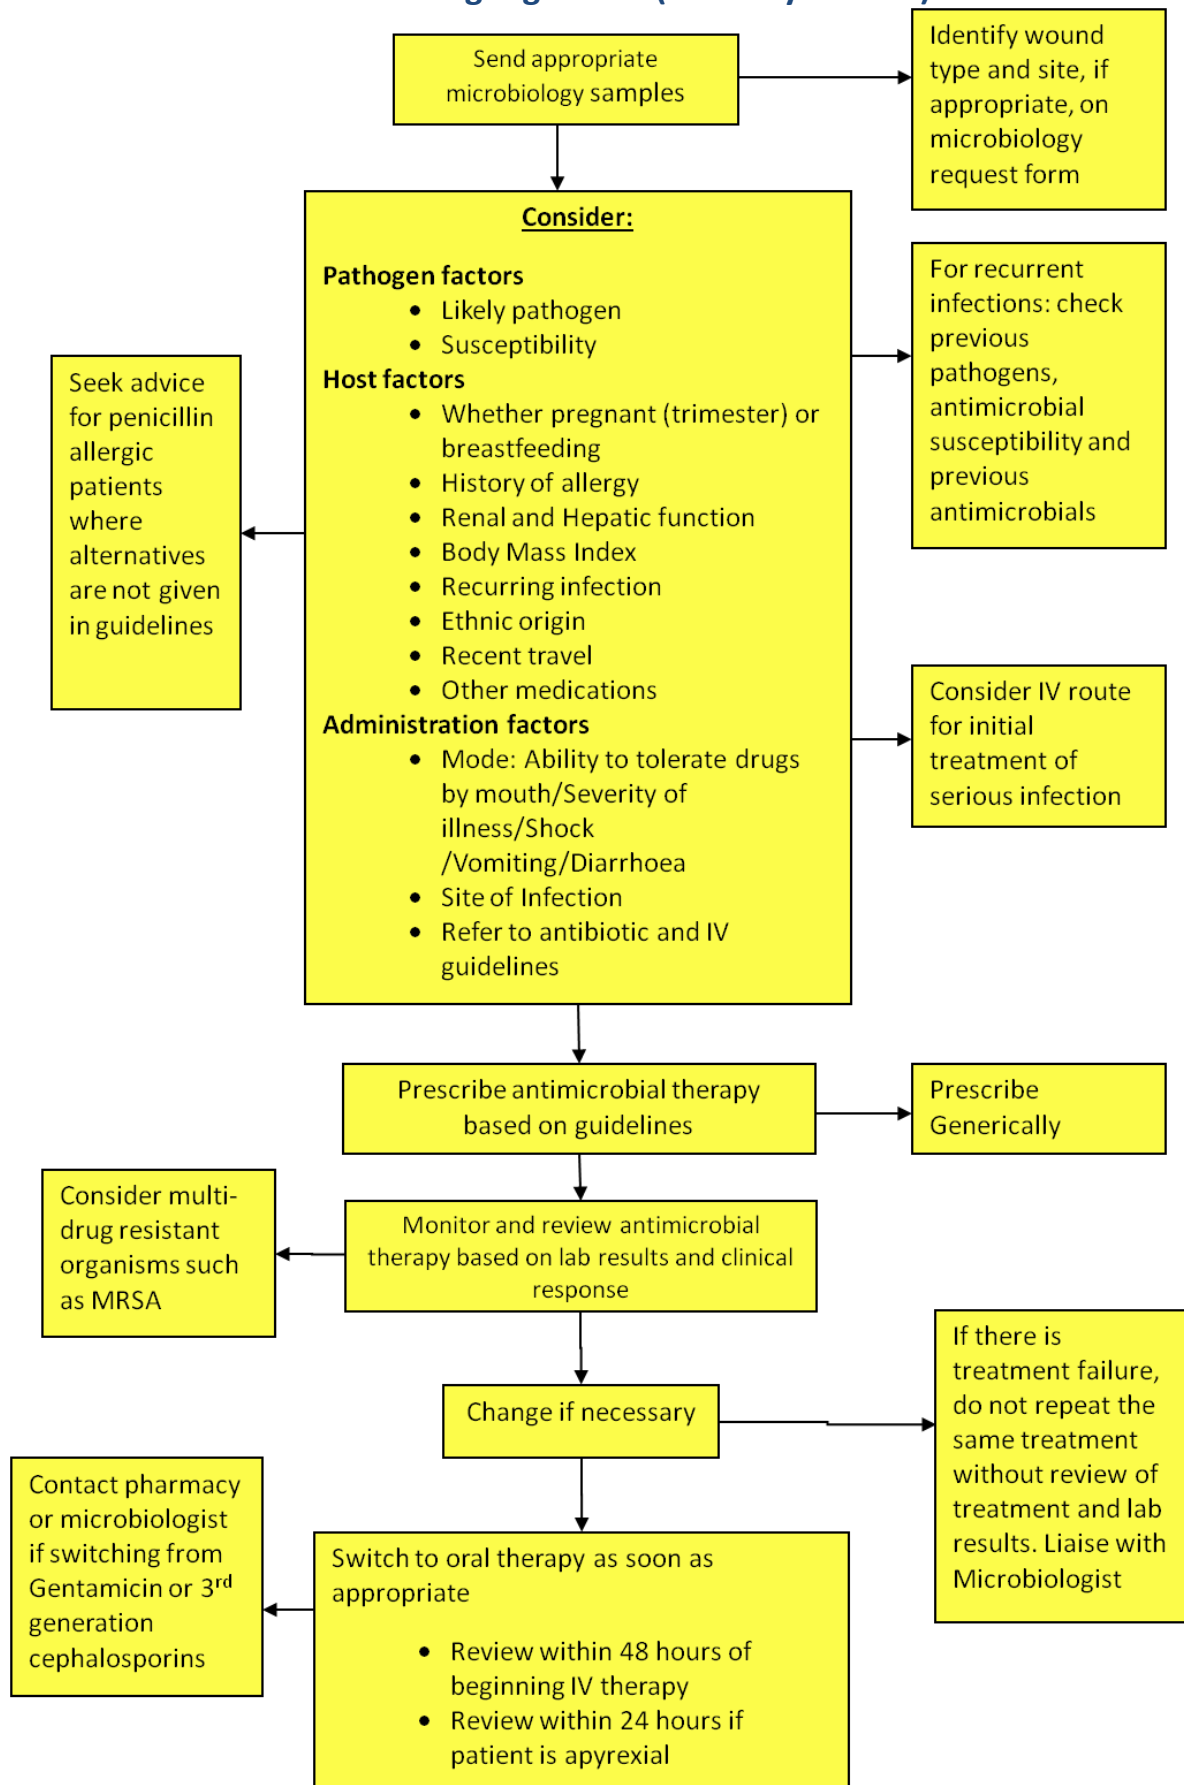 Send appropriate
microbiology samples
Identify wound
type and site, if
appropriate, on
microbiology
request form
Consider:
Pathogen factors
• Likely pathogen
• Susceptibility
Host factors
• Whether pregnant (trimester) or
breastfeeding
• History of allergy
• Renal and Hepatic function
• Body Mass Index
• Recurring infection
• Ethnic origin
• Recent travel
• Other medications
Administration factors
• Mode: Ability to tolerate drugs
by mouth/Severity of
illness/Shock
/Vomiting/Diarrhoea
• Site of Infection
• Refer to antibiotic and IV
guidelines
For recurrent
infections: check
previous
pathogens,
antimicrobial
susceptibility and
previous
antimicrobials
Seek advice
for penicillin
allergic
patients
where
alternatives
are not given
in guidelines
Consider IV route
for initial
treatment of
serious infection
Prescribe antimicrobial therapy
based on guidelines
Prescribe
Generically
Consider multi-
drug resistant
organisms such
as MRSA
Monitor and review antimicrobial
therapy based on lab results and clinical
response
Change if necessary
If there is
treatment failure,
do not repeat the
same treatment
without review of
treatment and lab
results. Liaise with
Microbiologist
Contact pharmacy
or microbiologist
if switching from
Gentamicin or 3rd
generation
cephalosporins
Switch to oral therapy as soon as
appropriate
• Review within 48 hours of
beginning IV therapy
• Review within 24 hours if
patient is apyrexial